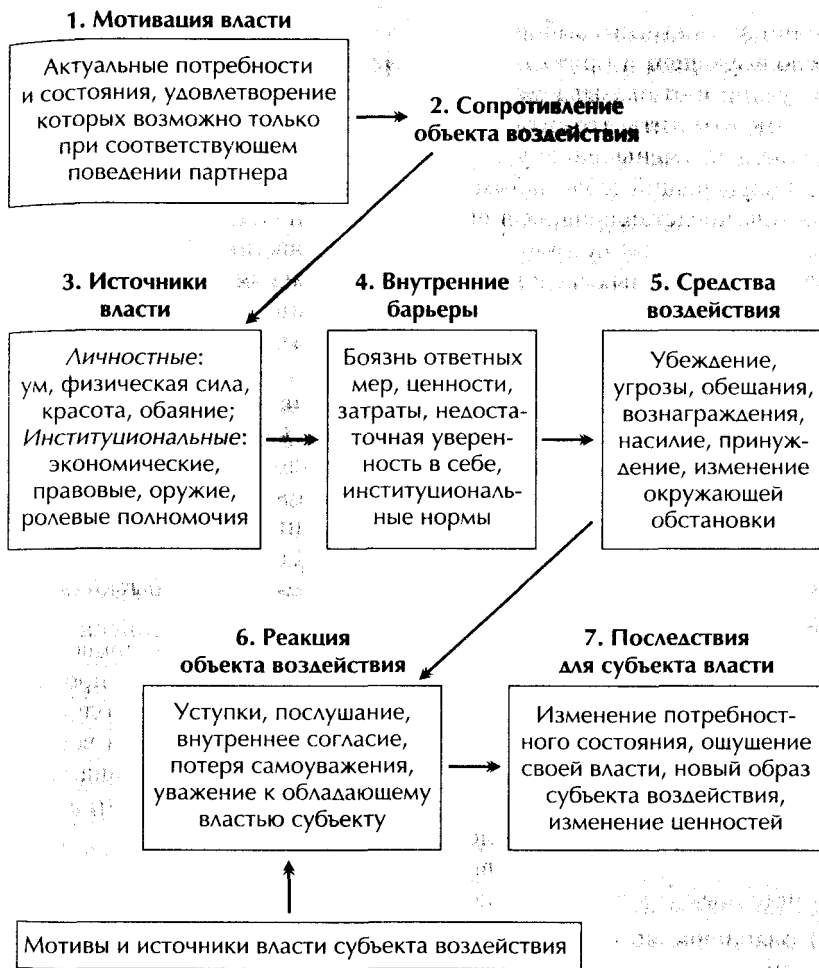 1. Мотивация власти
Актуальные потребности
и состояния, удовлетворение
которых возможно только
при соответствующем
поведении партнера
2. Сопротивление
объекта воздействия
3. Источники
власти
Личностные:
ум, физическая сила,
красота, обаяние;
Институциональные:
экономические,
правовые, оружие,
ролевые полномочия
4. Внутренние
барьеры
Боязнь ответных
мер, ценности,
затраты, недоста-
точная уверен-
ность в себе,
институциональ-
ные нормы
5. Средства
воздействия
Убеждение,
угрозы, обещания,
вознаграждения,
насилие, принуж-
дение, изменение
окружающей
обстановки
6. Реакция
объекта воздействия
Уступки, послушание,
внутреннее согласие,
потеря самоуважения,
уважение к обладающему
властью субъекту
7. Последствия
для субъекта власти
Изменение потребност-
ного состояния, ощущение
своей власти, новый образ
субъекта воздействия,
изменение ценностей
Мотивы и источники власти субъекта воздействия